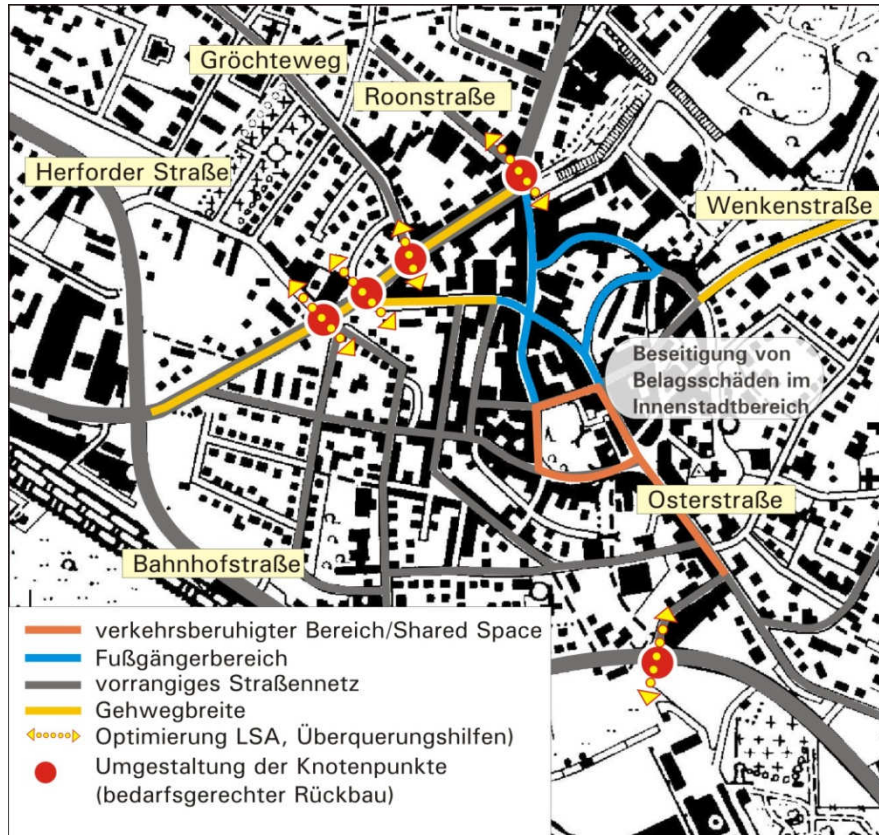 Gröchteweg
Roonstraße
Herforder Straße
Wenkenstraße
Beseitigung von
Belagsschäden im
Innenstadtbereich
Osterstraße
Bahnhofstraße
verkehrsberuhigter Bereich/Shared Space
Fußgängerbereich
vorrangiges Straßennetz
Gehwegbreite
Optimierung LSA, Überquerungshilfen)
Umgestaltung der Knotenpunkte
(bedarfsgerechter Rückbau)